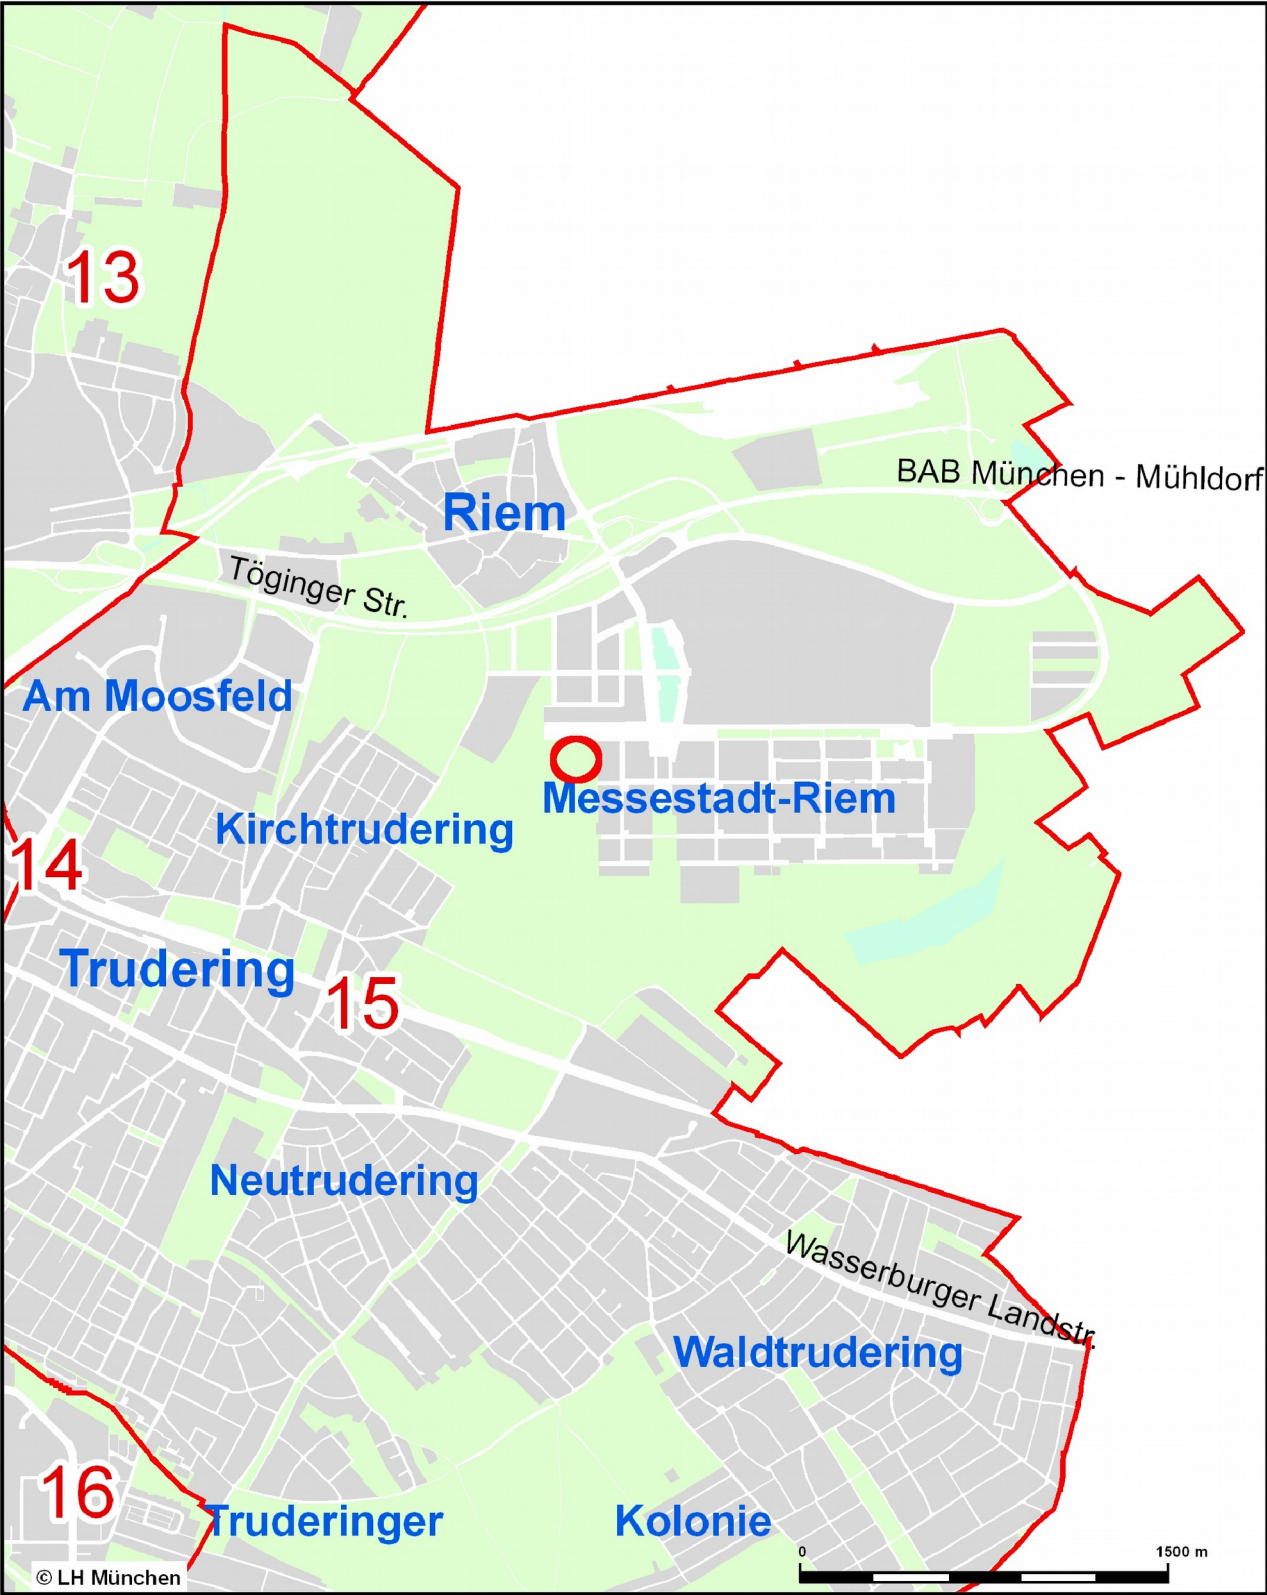 13
BAB München - Mühldorf
Riem
Töginger Str.
Am Moosfeld
Messestadt-Riem
Kirchtrudering
14
Trudering
15
Neutrudering
Wasserburger Landstr.
Waldtrudering
16
Truderinger
Kolonie
0
1500 m
© LH München